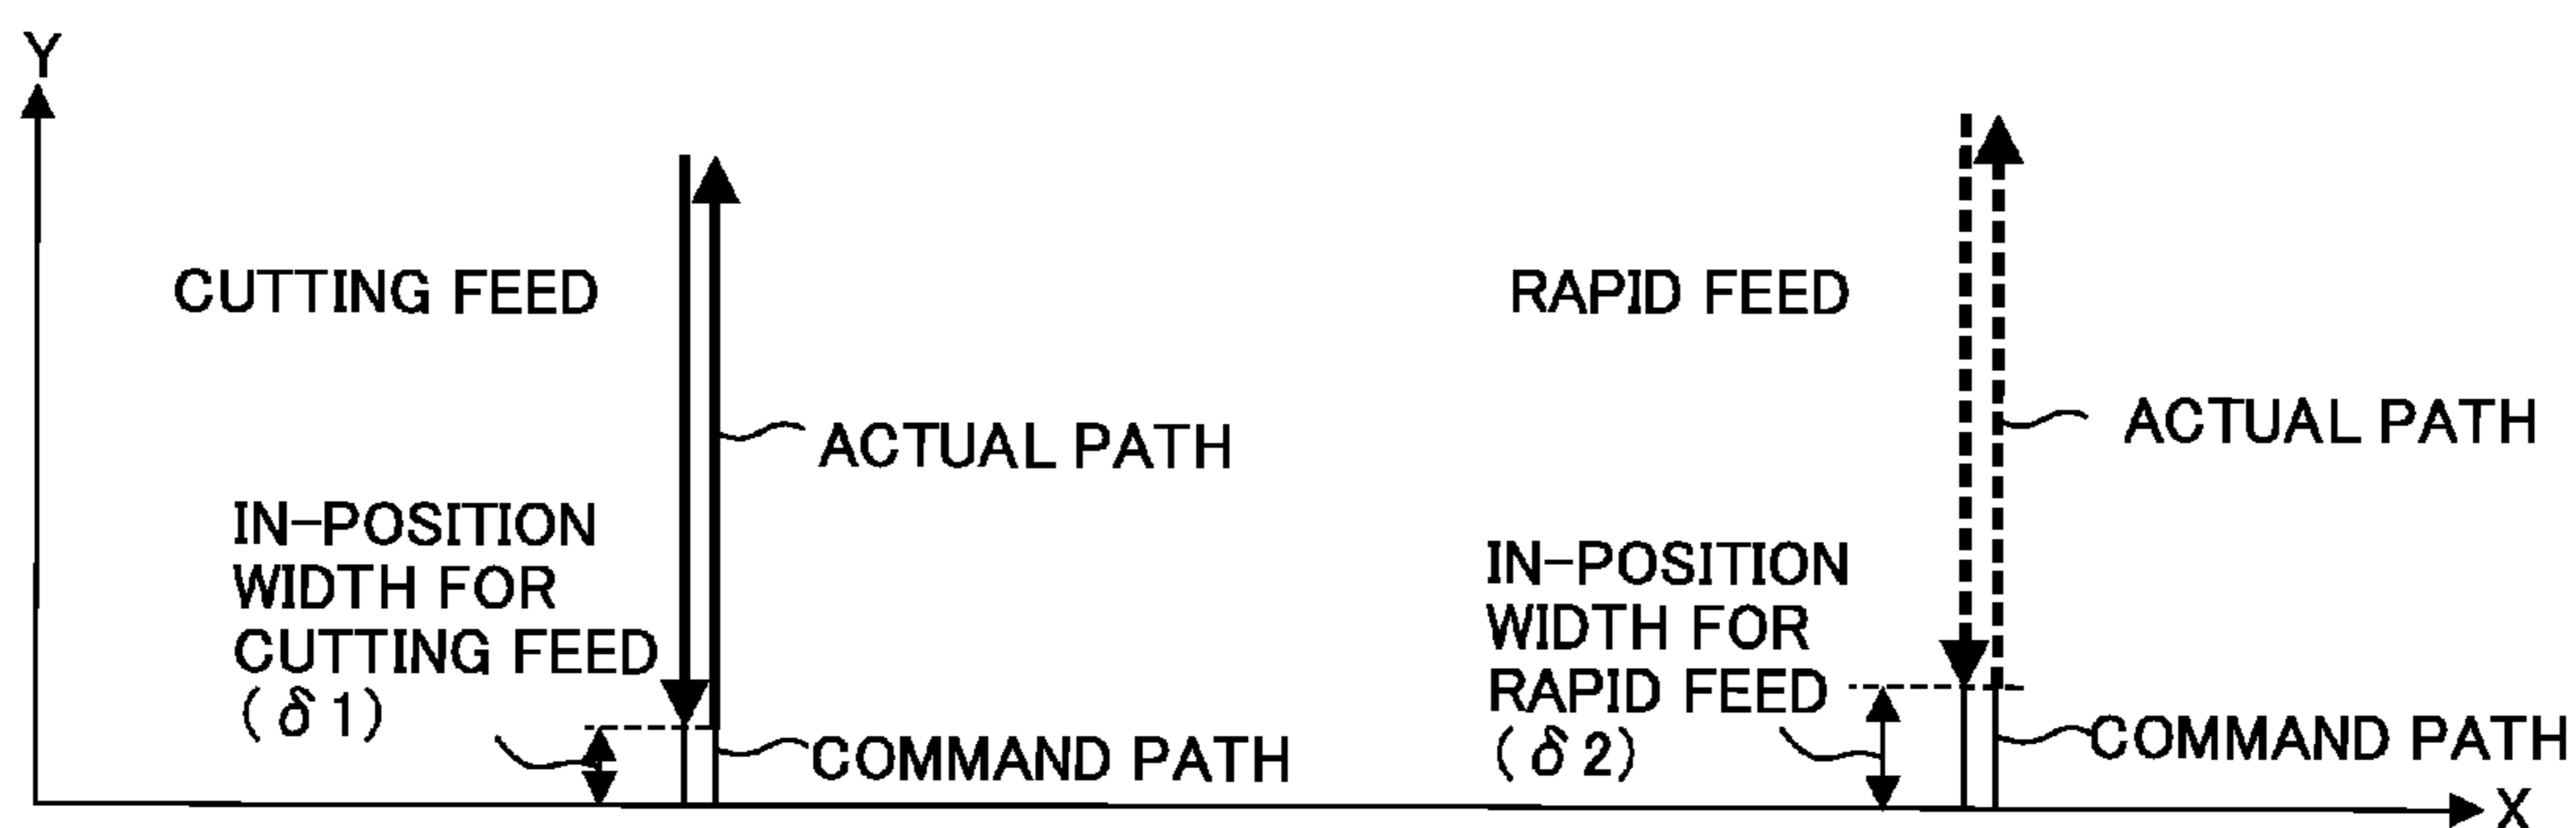 Y
CUTTING FEED
ACTUAL PATH
IN-POSITION
WIDTH FOR
CUTTING FEED
(δ1)
COMMAND PATH
RAPID FEED
ACTUAL PATH
IN-POSITION
WIDTH FOR
RAPID FEED
(δ2)
COMMAND PATH
X